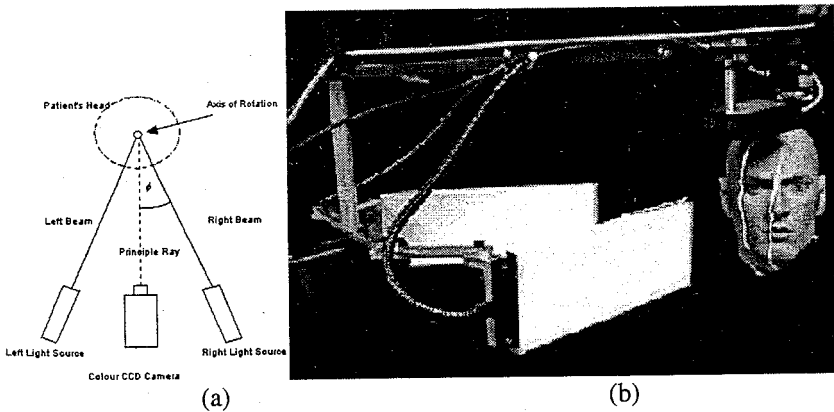 Patient's Head
Axis of Rotation
ϕ
Left Beam
Right Beam
Principle Ray
Left Light Source
Right Light Source
Colour CCD Camera
(a)
(b)